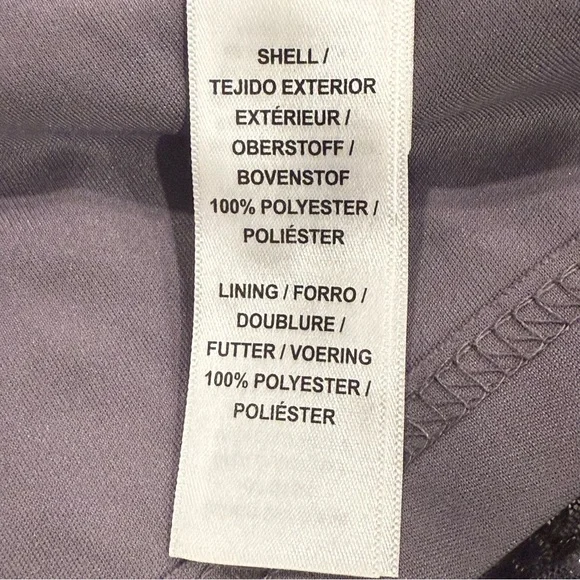 SHELL /
TEJIDO EXTERIOR
EXTÉRIEUR /
OBERSTOFF /
BOVENSTOF
100% POLYESTER /
POLIÉSTER
LINING / FORRO /
DOUBLURE /
FUTTER / VOERING
100% POLYESTER /
POLIÉSTER